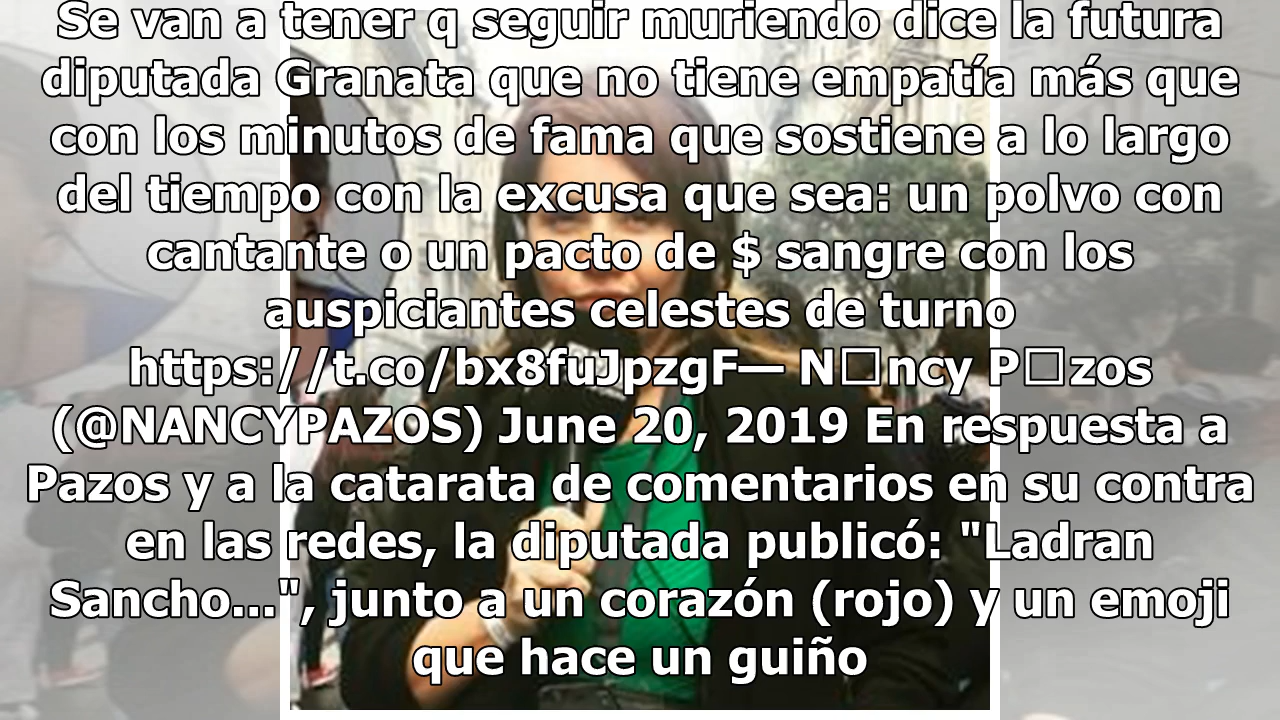 Se van a tener q seguir muriendo dice la futura
diputada Granata que no tiene empatía más que
con los minutos de fama que sostiene a lo largo
del tiempo con la excusa que sea: un polvo con
cantante o un pacto de $ sangre con los
auspiciantes celestes de turno
https://t.co/bx8fuJpzgF— N□ncy P□zos
(@NANCYPAZOS) June 20, 2019 En respuesta a
Pazos y a la catarata de comentarios en su contra
en las redes, la diputada publicó: "Ladran
Sancho...", junto a un corazón (rojo) y un emoji
que hace un guiño